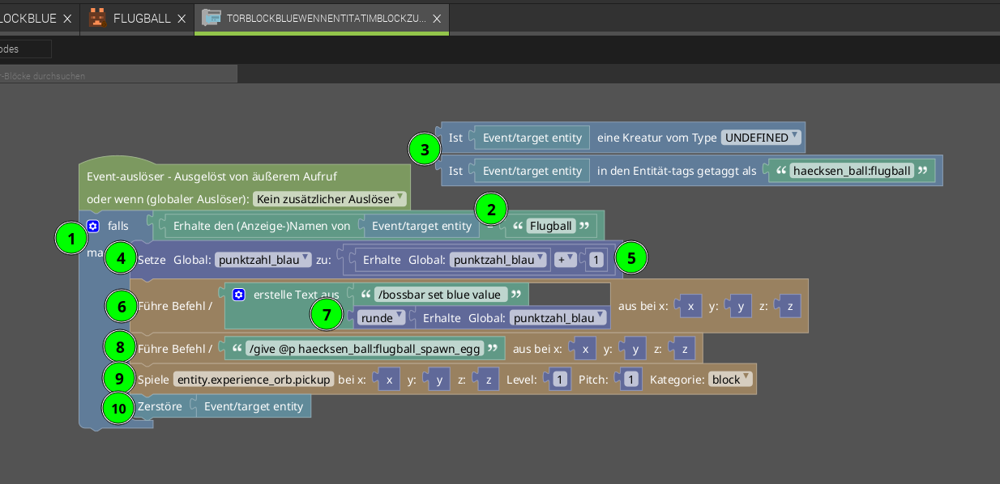 LOCKBLUE × FLUGBALL × TORBLOCKBLUEWENNENTITATIMBLOCKZU... ×
odes
r-Blöcke durchsuchen
Ist Event/target entity eine Kreatur vom Type UNDEFINED
3
Ist Event/target entity in den Entität-tags getaggt als “ haecksen_ball:flugball ”
Event-auslöser - Ausgelöst von äußerem Aufruf
oder wenn (globaler Auslöser): Kein zusätzlicher Auslöser
2
1 falls Erhalte den (Anzeige-)Namen von Event/target entity = “ Flugball ”
ma
4 Setze Global: punktzahl_blau zu: Erhalte Global: punktzahl_blau + 1 5
erstelle Text aus “ /bossbar set blue value ”
6 Führe Befehl / aus bei x: x y: y z: z
7 runde Erhalte Global: punktzahl_blau
8 Führe Befehl / “ /give @p haecksen_ball:flugball_spawn_egg ” aus bei x: x y: y z: z
9 Spiele entity.experience_orb.pickup bei x: x y: y z: z Level: 1 Pitch: 1 Kategorie: block
10 Zerstöre Event/target entity